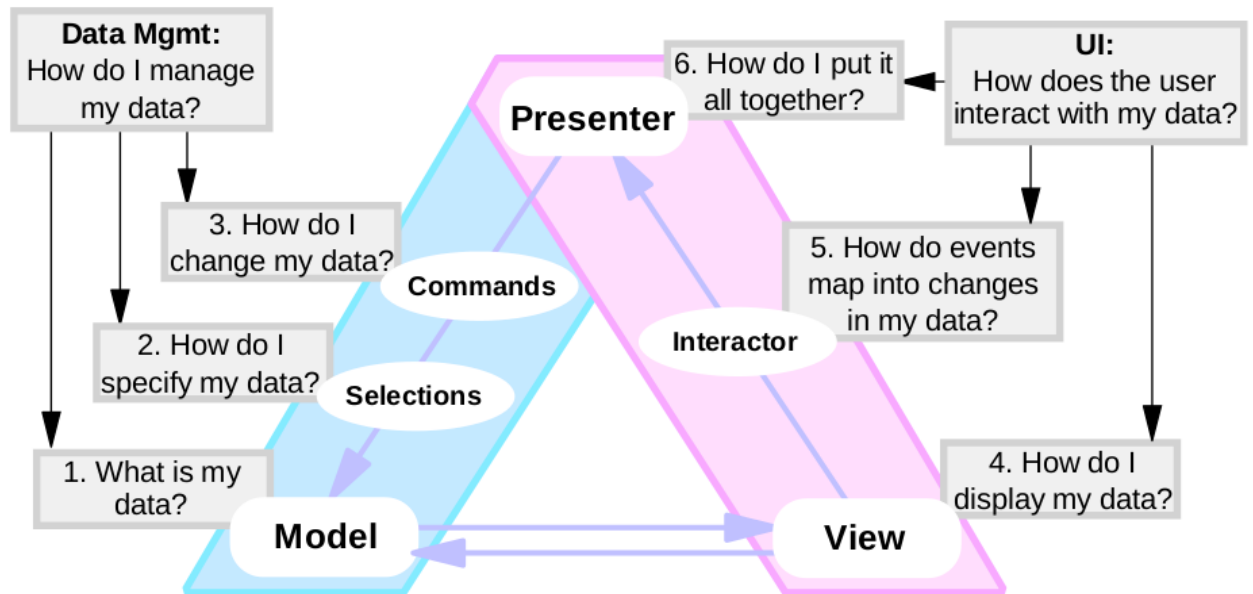 Data Mgmt:
How do I manage
my data?
UI:
How does the user
interact with my data?
6. How do I put it
all together?
Presenter
3. How do I
change my data?
Commands
5. How do events
map into changes
in my data?
2. How do I
specify my data?
Interactor
Selections
1. What is my
data?
4. How do I
display my data?
Model
View